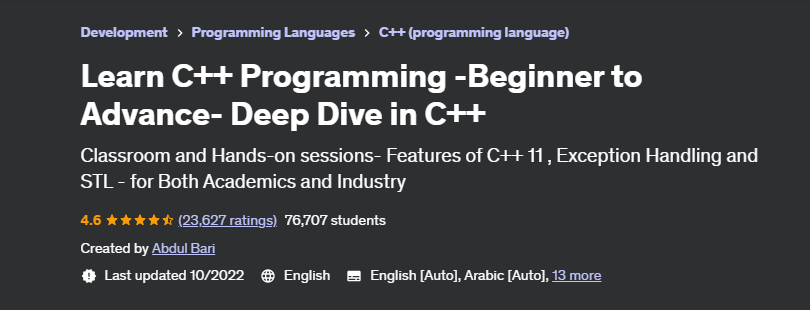 Development > Programming Languages > C++ (programming language)
Learn C++ Programming -Beginner to
Advance- Deep Dive in C++
Classroom and Hands-on sessions- Features of C++ 11 , Exception Handling and
STL - for Both Academics and Industry
4.6 (23,627 ratings) 76,707 students
Created by Abdul Bari
Last updated 10/2022 English English [Auto], Arabic [Auto], 13 more